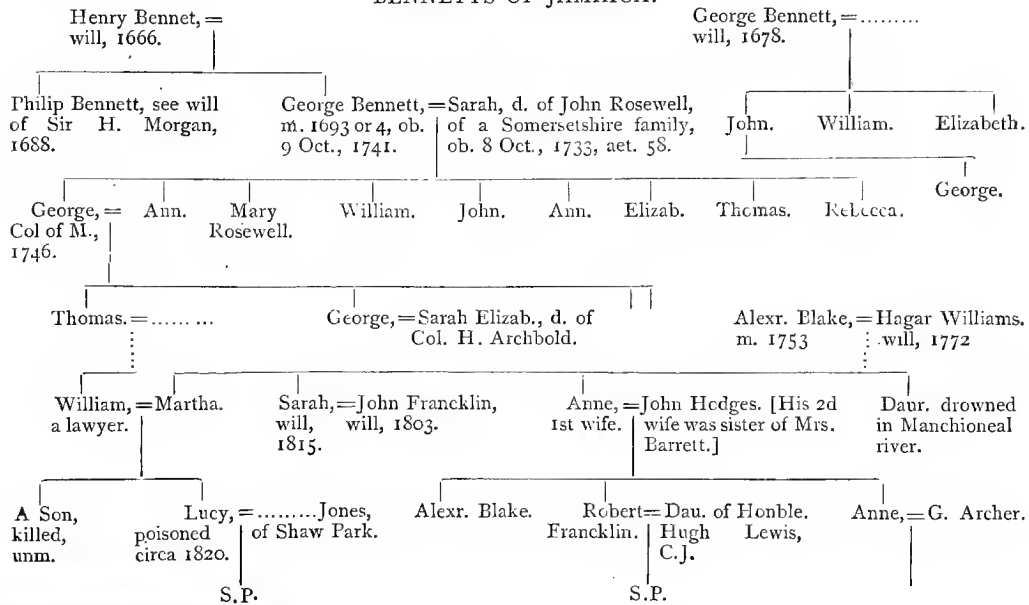 BENNETTS OF JAMAICA.
Henry Bennet, =
will, 1666.
George Bennett, = .........
will, 1678.
Philip Bennett, see will
of Sir H. Morgan,
1688.
George Bennett, =
m. 1693 or 4, ob.
9 Oct., 1741.
Sarah, d. of John Rosewell,
of a Somersetshire family,
ob. 8 Oct., 1733, aet. 58.
John. William. Elizabeth.
George.
George, =
Col of M.,
1746.
Ann.
Mary
Rosewell.
William. John. Ann. Elizab. Thomas. Rebecca.
Thomas. = ...... ...
George, = Sarah Elizab., d. of
Col. H. Archbold.
Alexr. Blake, = Hagar Williams.
m. 1753 will, 1772
William, = Martha.
a lawyer.
Sarah, = John Francklin,
will, will, 1803.
1815.
Anne, = John Hodges. [His 2d
1st wife. wife was sister of Mrs.
Barrett.]
Daur. drowned
in Manchioneal
river.
A Son,
killed,
unm.
Lucy, = .........Jones,
poisoned of Shaw Park.
circa 1820.
Alexr. Blake.
Robert = Dau. of Honble.
Francklin. Hugh Lewis,
C.J.
Anne, = G. Archer.
S.P.
S.P.